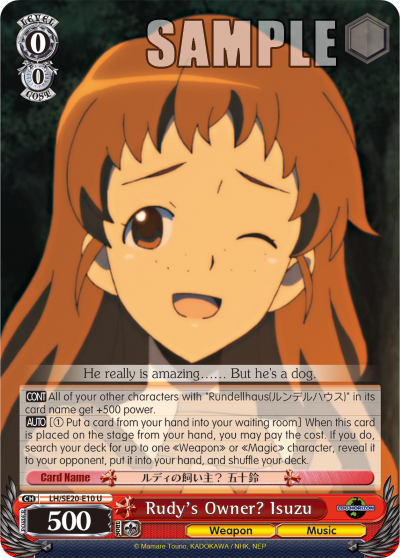 SAMPLE
LEVEL
0
0
COST
He really is amazing…… But he's a dog.
CONT All of your other characters with "Rundellhaus(ルンデルハウス)" in its
card name get +500 power.
AUTO [① Put a card from your hand into your waiting room] When this card
is placed on the stage from your hand, you may pay the cost. If you do,
search your deck for up to one «Weapon» or «Magic» character, reveal it
to your opponent, put it into your hand, and shuffle your deck.
Card Name ルディの飼い主？ 五十鈴
CH LH/SE20-E10 U
500
Rudy's Owner? Isuzu
Weapon Music
© Mamare Touno, KADOKAWA / NHK, NEP